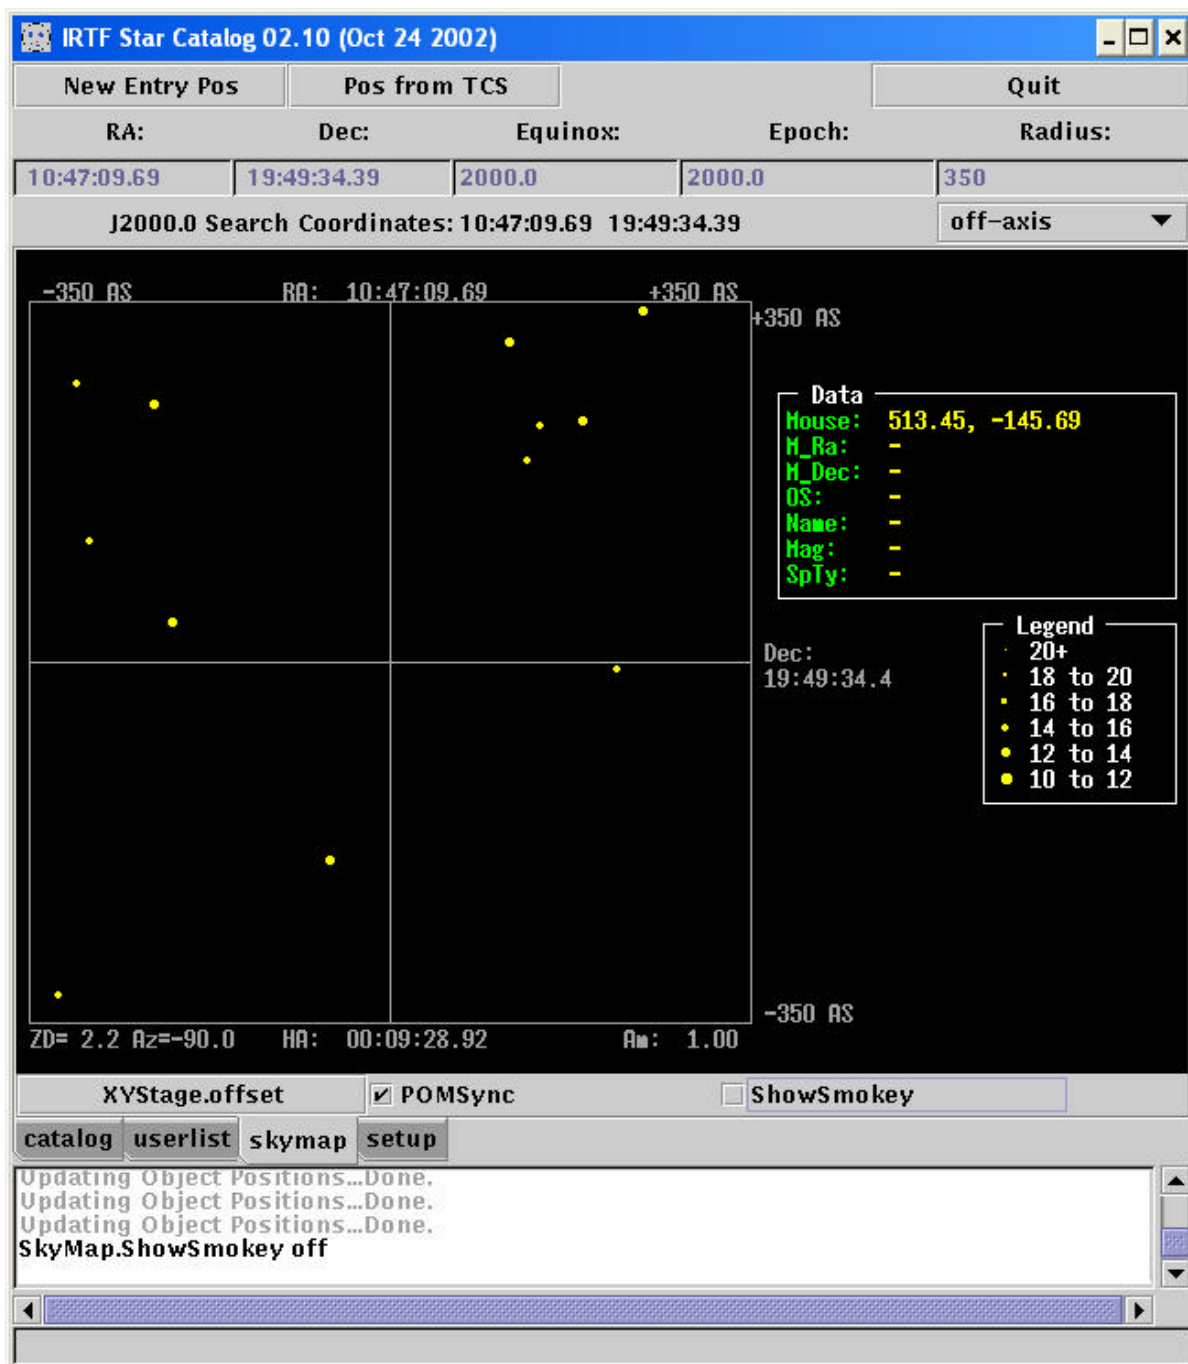 IRTF Star Catalog 02.10 (Oct 24 2002)
New Entry Pos Pos from TCS Quit
RA: Dec: Equinox: Epoch: Radius:
10:47:09.69 19:49:34.39 2000.0 2000.0 350
J2000.0 Search Coordinates: 10:47:09.69 19:49:34.39 off-axis
-350 AS RA: 10:47:09.69 +350 AS
+350 AS
Data
Mouse: 513.45, -145.69
M_Ra: -
M_Dec: -
OS: -
Name: -
Mag: -
SpTy: -
Legend
20+
18 to 20
16 to 18
14 to 16
12 to 14
10 to 12
Dec:
19:49:34.4
-350 AS
ZD= 2.2 Az=-90.0 HA: 00:09:28.92 Am: 1.00
XYStage.offset POMSync ShowSmokey
catalog userlist skymap setup
Updating Object Positions...Done.
Updating Object Positions...Done.
Updating Object Positions...Done.
SkyMap.ShowSmokey off